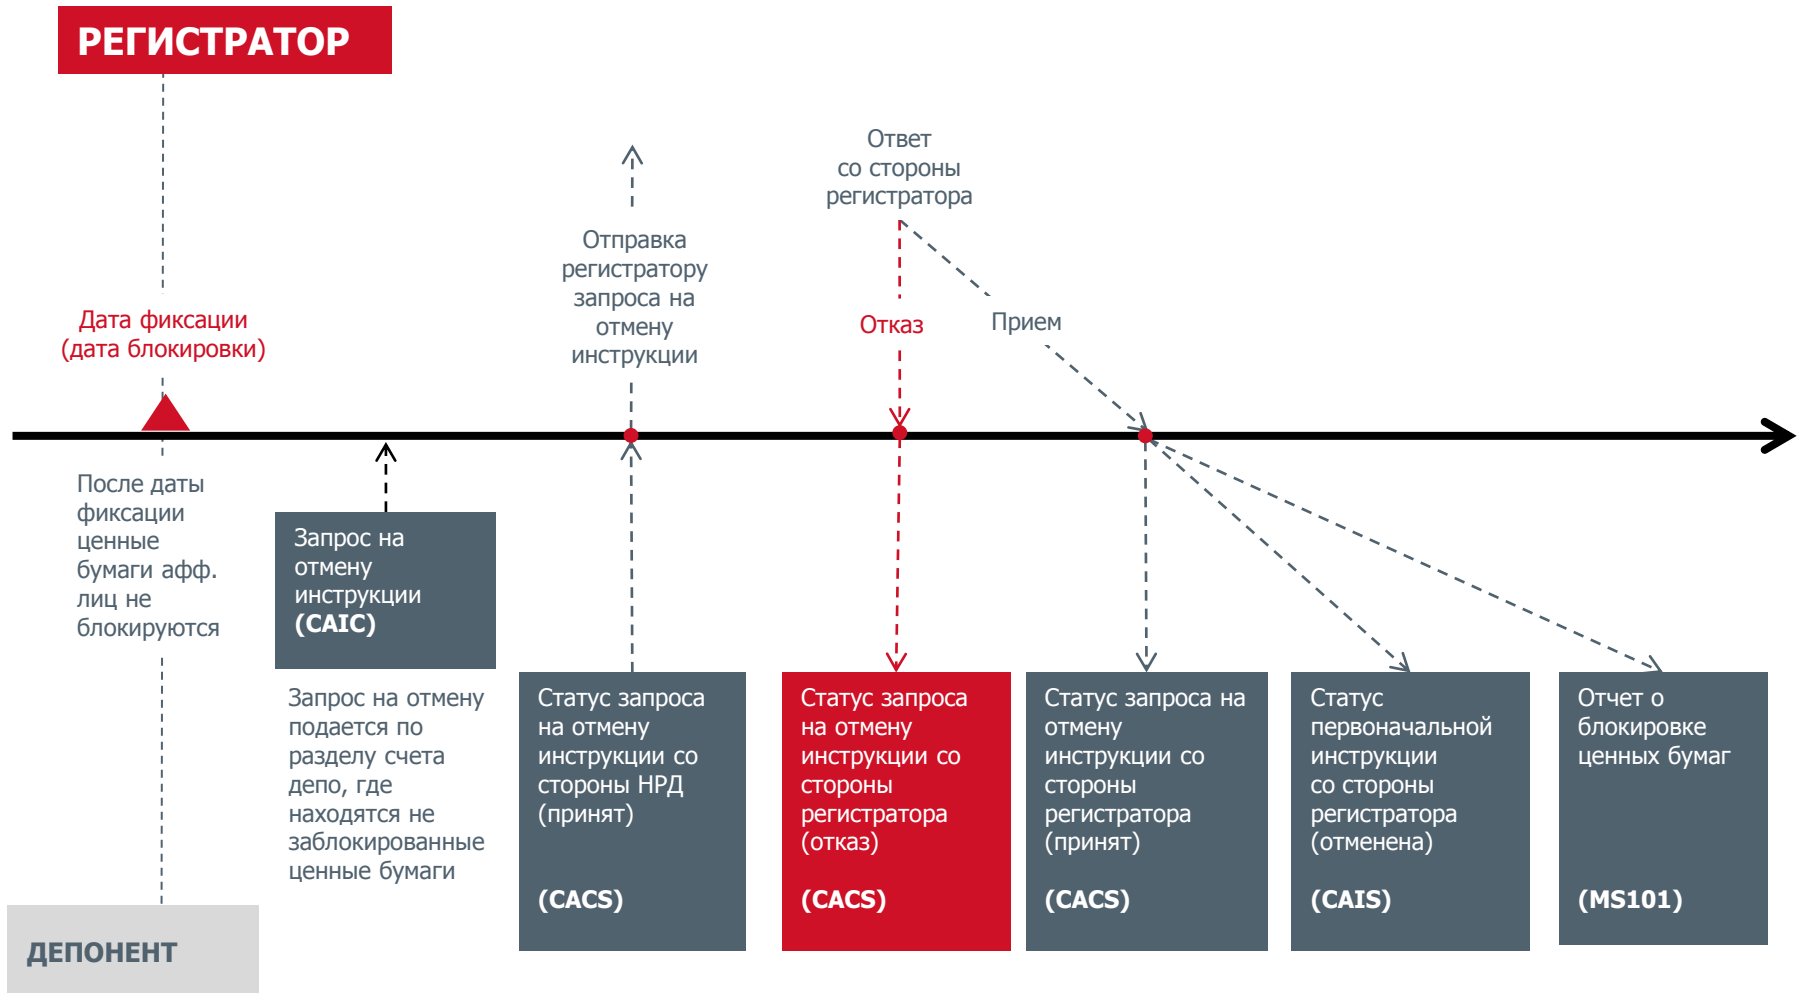 РЕГИСТРАТОР
Ответ
со стороны
регистратора
Отправка
регистратору
запроса на
отмену
инструкции
Дата фиксации
(дата блокировки)
Отказ
Прием
После даты
фиксации
ценные
бумаги афф.
лиц не
блокируются
Запрос на
отмену
инструкции
(CAIC)
Запрос на отмену
подается по
разделу счета
депо, где
находятся не
заблокированные
ценные бумаги
Статус запроса
на отмену
инструкции со
стороны НРД
(принят)
(CACS)
Статус запроса
на отмену
инструкции со
стороны
регистратора
(отказ)
(CACS)
Статус запроса на
отмену
инструкции со
стороны
регистратора
(принят)
(CACS)
Статус
первоначальной
инструкции
со стороны
регистратора
(отменена)
(CAIS)
Отчет о
блокировке
ценных бумаг
(MS101)
ДЕПОНЕНТ